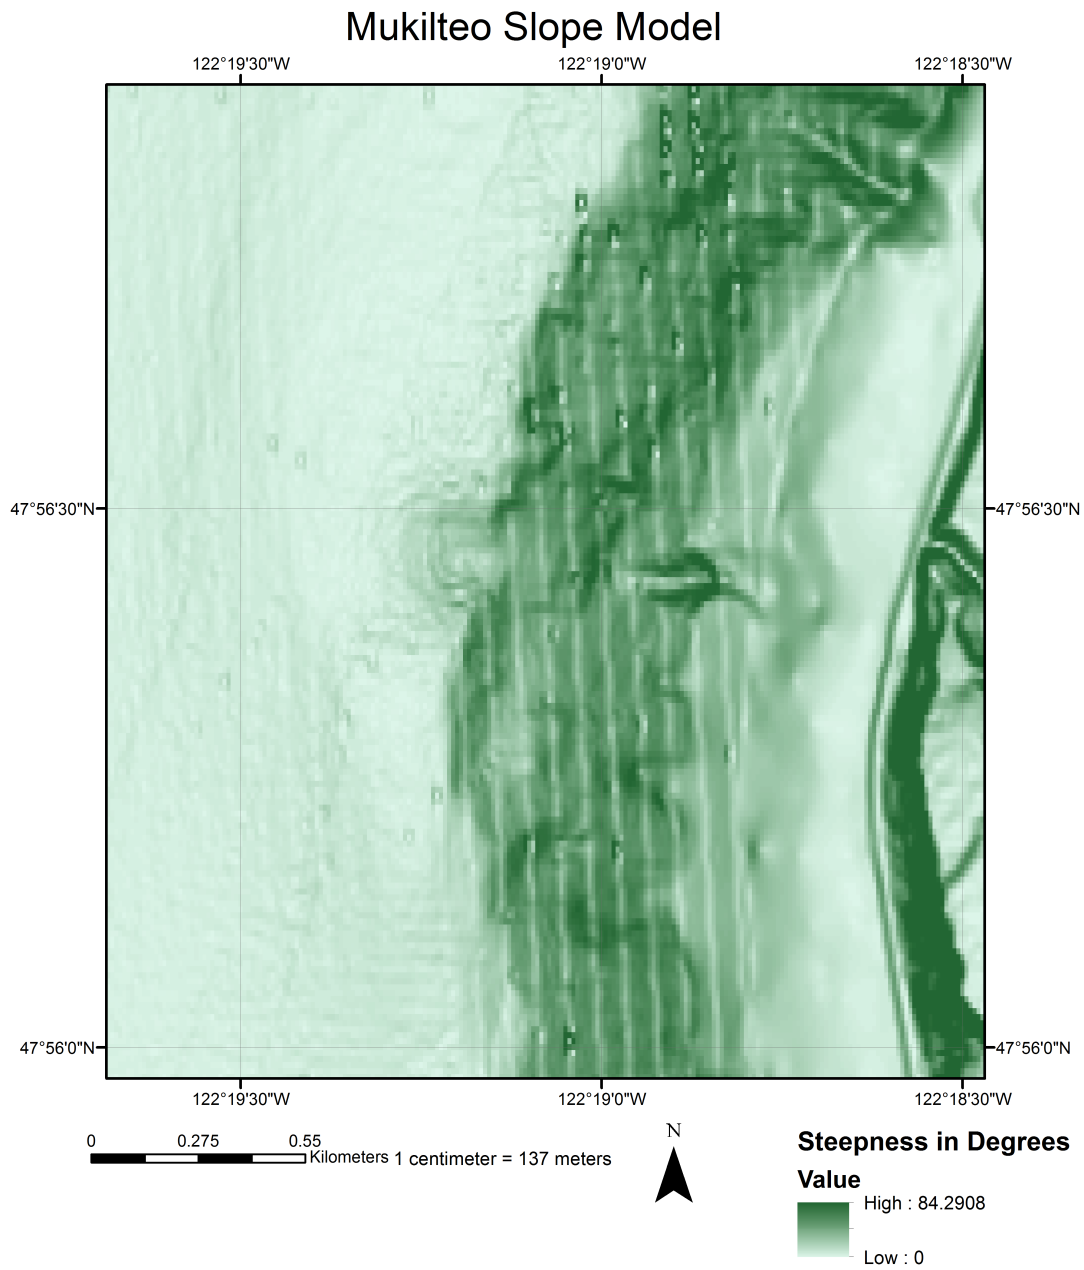 Mukilteo Slope Model
122°19'30"W 122°19'0"W 122°18'30"W
47°56'30"N 47°56'30"N
47°56'0"N 47°56'0"N
122°19'30"W 122°19'0"W 122°18'30"W
0 0.275 0.55
Kilometers 1 centimeter = 137 meters
N
Steepness in Degrees
Value
High : 84.2908
Low : 0